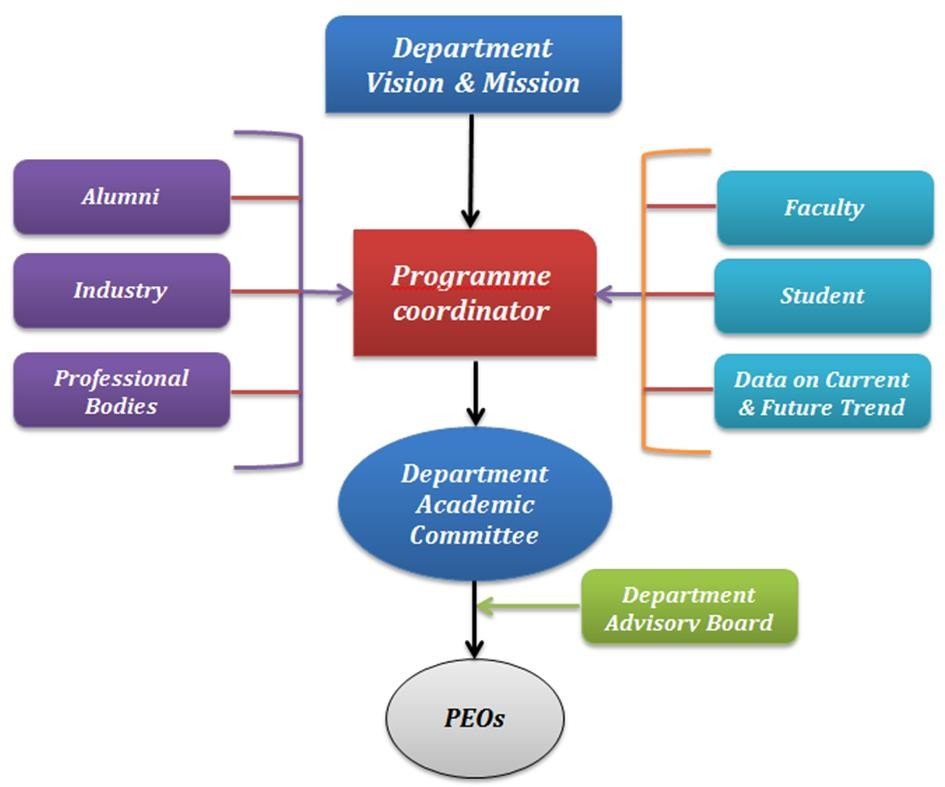 Department
Vision & Mission
Alumni
Industry
Professional
Bodies
Programme
coordinator
Faculty
Student
Data on Current
& Future Trend
Department
Academic
Committee
Department
Advisory Board
PEOs